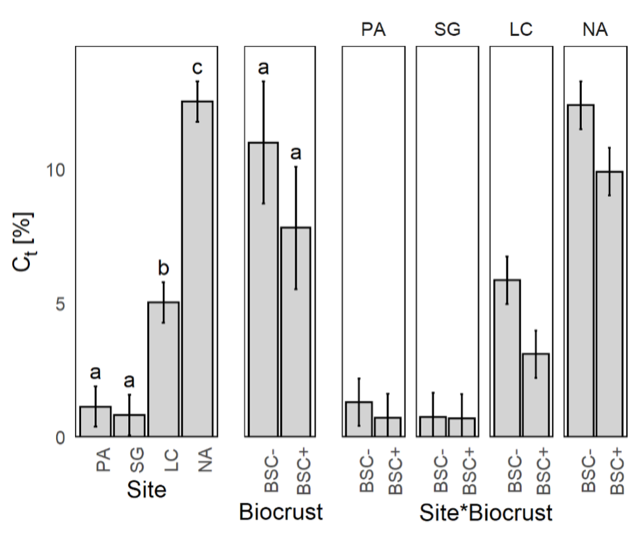 PA SG LC NA
c
a
a
b
a
a
10
5
0
Ct [%]
PA SG LC NA BSC- BSC+ BSC- BSC+ BSC- BSC+ BSC- BSC+ BSC- BSC+
Site
Biocrust Site*Biocrust